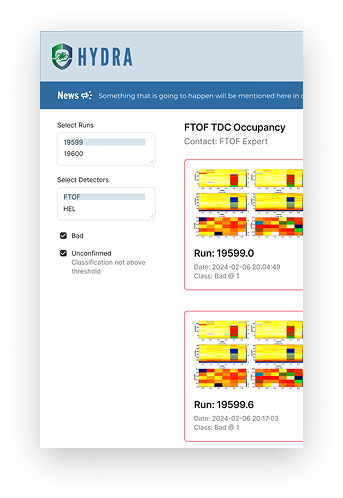 HYDRA
News
Something that is going to happen will be mentioned here in
Select Runs
19599
19600
Select Detectors
FTOF
HEL
Bad
Unconfirmed
Classification not above
threshold
FTOF TDC Occupancy
Contact: FTOF Expert
Run: 19599.0
Date: 2024-02-06 20:04:49
Class: Bad @ 1
Run: 19599.6
Date: 2024-02-06 20:17:03
Class: Bad @ 1